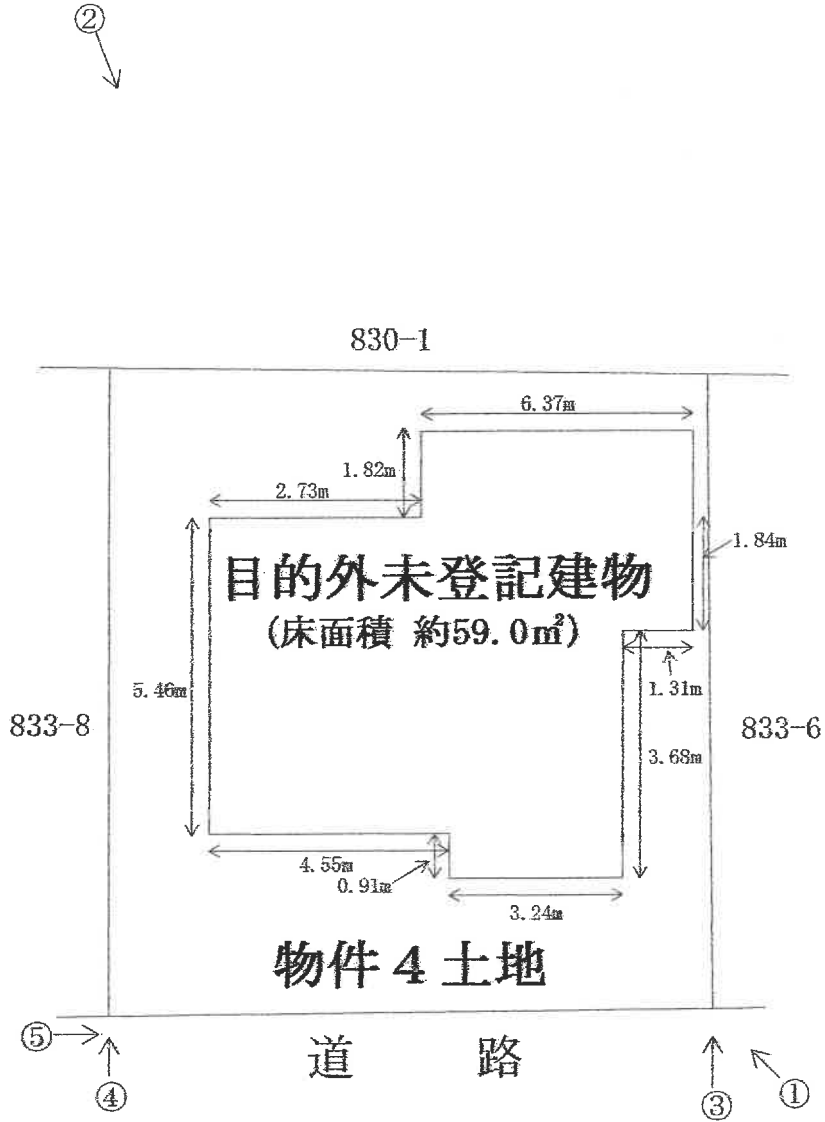 ②
830-1
6.37m
1.82m
2.73m
1.84m
目的外未登記建物
(床面積 約59.0㎡)
5.46m
1.31m
833-8
833-6
3.68m
4.55m
0.91m
3.24m
物件4土地
⑤
道 路
④
③
①